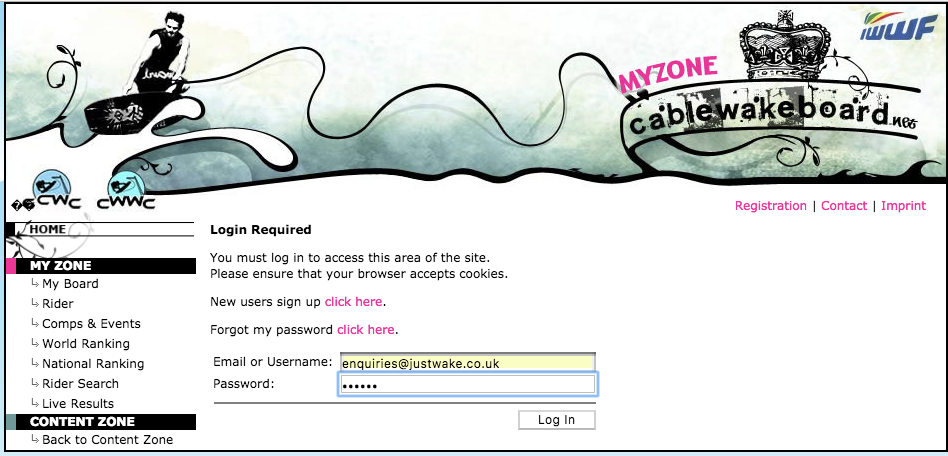 IWWF
MYZONE
cablewakeboard.net
CWC
CWWC
Registration | Contact | Imprint
HOME
MY ZONE
My Board
Rider
Comps & Events
World Ranking
National Ranking
Rider Search
Live Results
CONTENT ZONE
Back to Content Zone
Login Required
You must log in to access this area of the site.
Please ensure that your browser accepts cookies.
New users sign up click here.
Forgot my password click here.
Email or Username: enquiries@justwake.co.uk
Password: ••••••
Log In